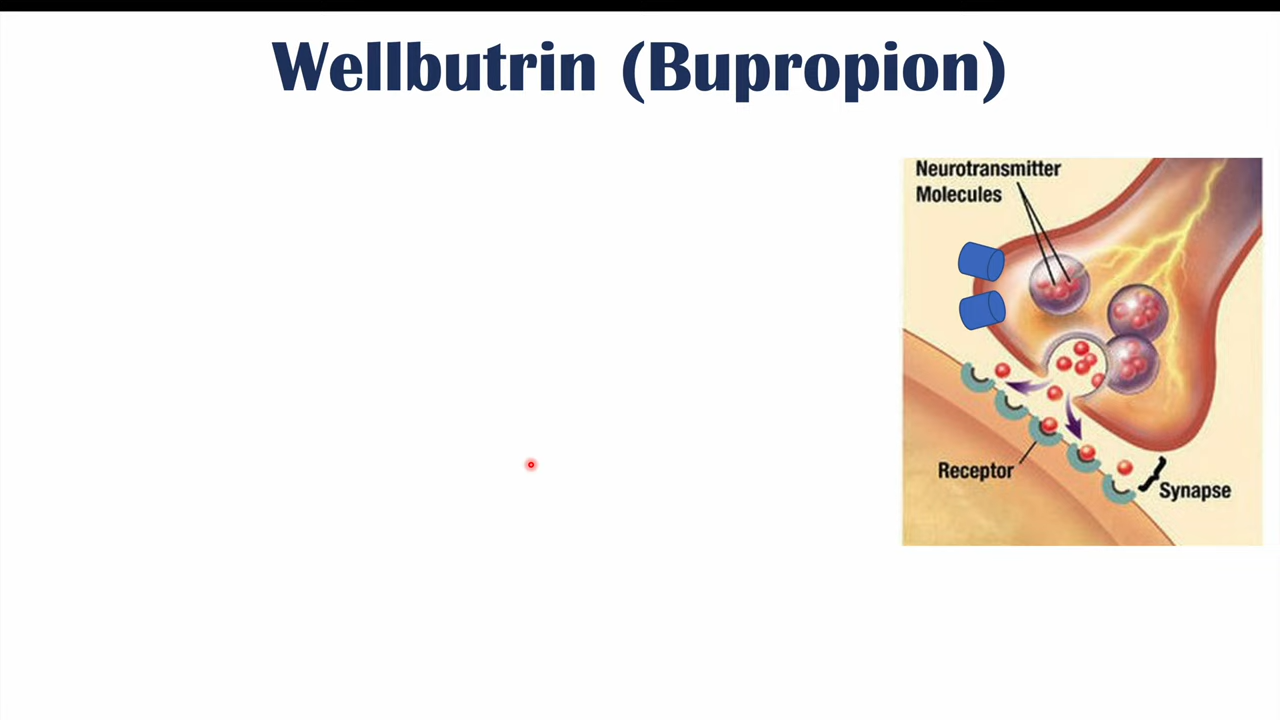 Wellbutrin (Bupropion)
Neurotransmitter
Molecules
Receptor
Synapse